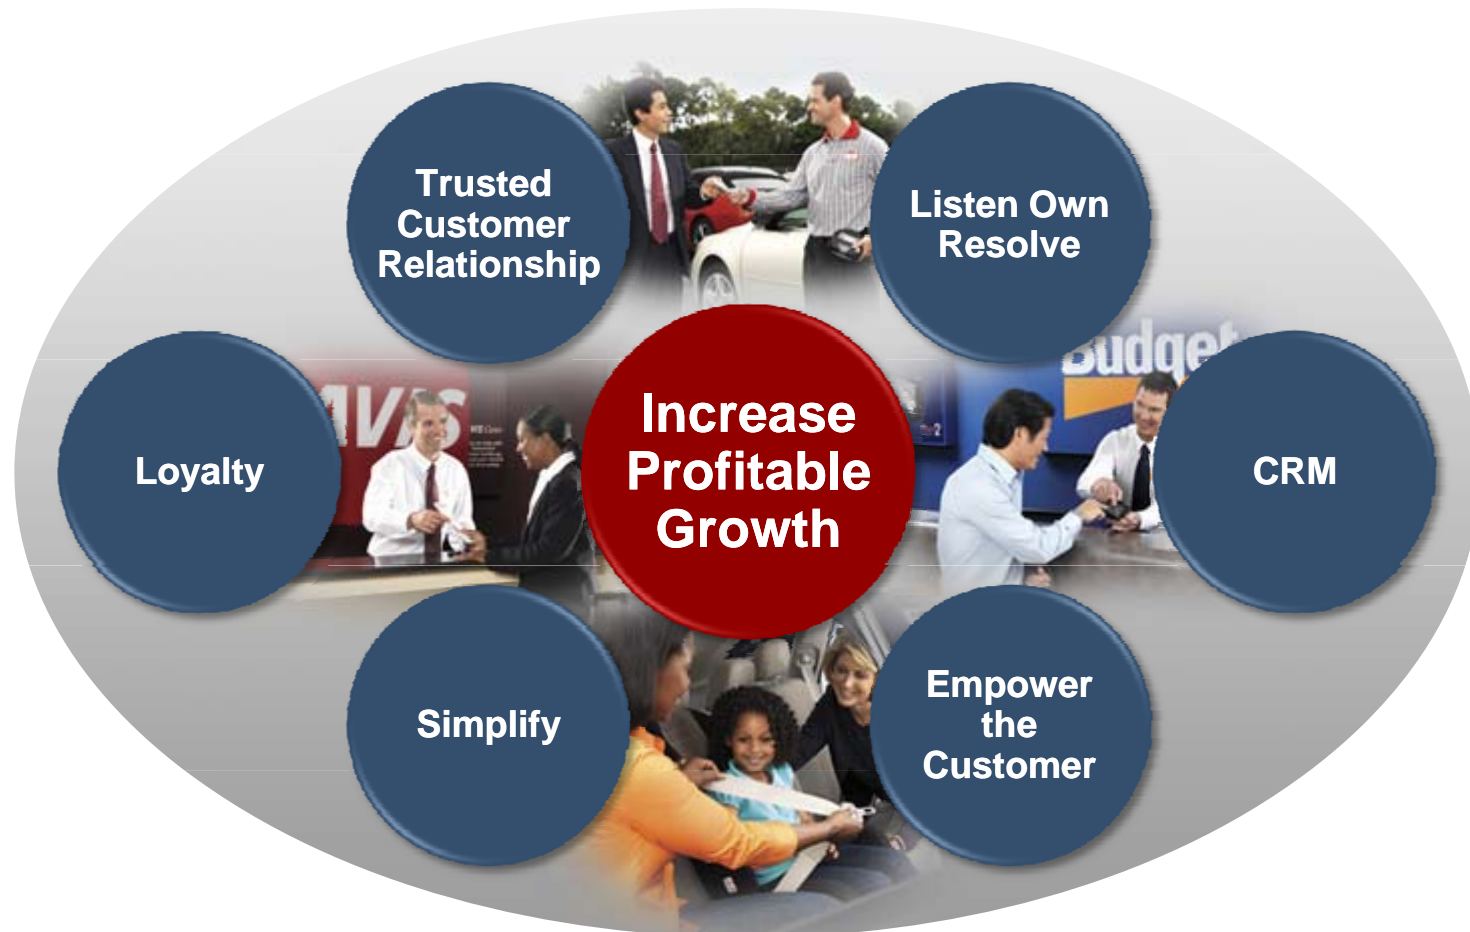 Trusted
Customer
Relationship
Listen Own
Resolve
Budget
AVIS
Increase
Profitable
Growth
Loyalty
CRM
Simplify
Empower
the
Customer